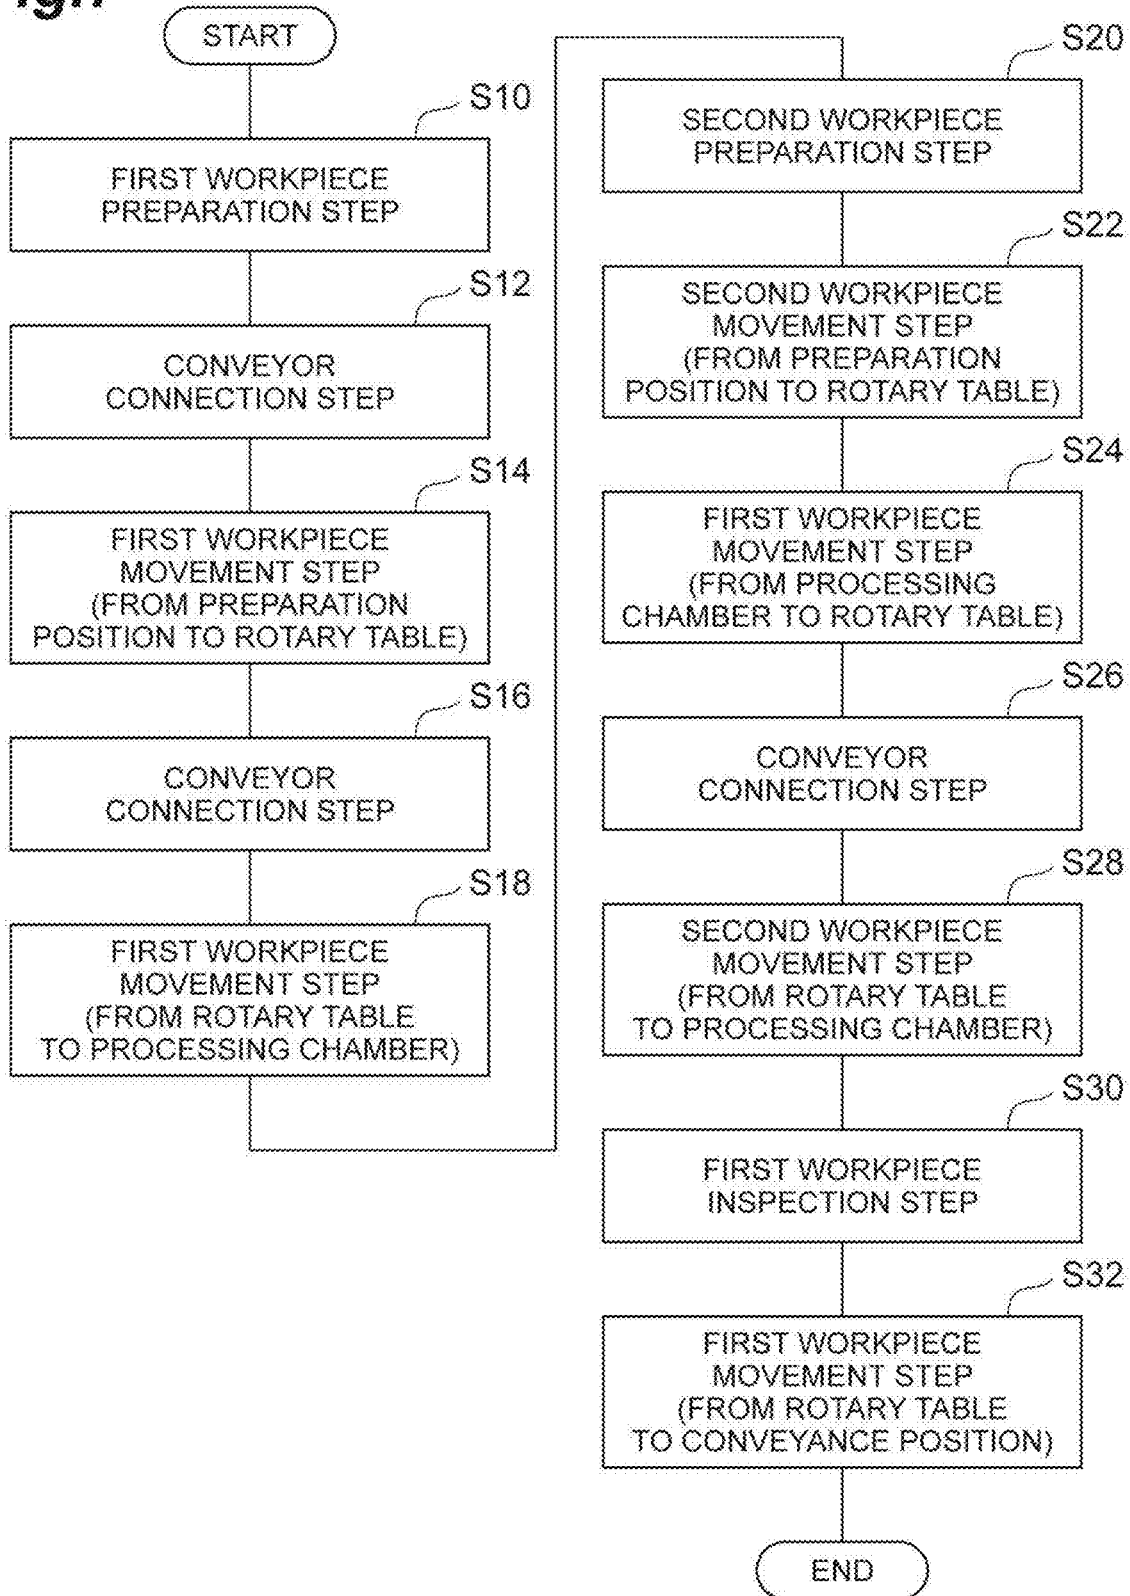 START
S10
FIRST WORKPIECE
PREPARATION STEP
S12
CONVEYOR
CONNECTION STEP
S14
FIRST WORKPIECE
MOVEMENT STEP
(FROM PREPARATION
POSITION TO ROTARY TABLE)
S16
CONVEYOR
CONNECTION STEP
S18
FIRST WORKPIECE
MOVEMENT STEP
(FROM ROTARY TABLE
TO PROCESSING CHAMBER)
S20
SECOND WORKPIECE
PREPARATION STEP
S22
SECOND WORKPIECE
MOVEMENT STEP
(FROM PREPARATION
POSITION TO ROTARY TABLE)
S24
FIRST WORKPIECE
MOVEMENT STEP
(FROM PROCESSING
CHAMBER TO ROTARY TABLE)
S26
CONVEYOR
CONNECTION STEP
S28
SECOND WORKPIECE
MOVEMENT STEP
(FROM ROTARY TABLE
TO PROCESSING CHAMBER)
S30
FIRST WORKPIECE
INSPECTION STEP
S32
FIRST WORKPIECE
MOVEMENT STEP
(FROM ROTARY TABLE
TO CONVEYANCE POSITION)
END